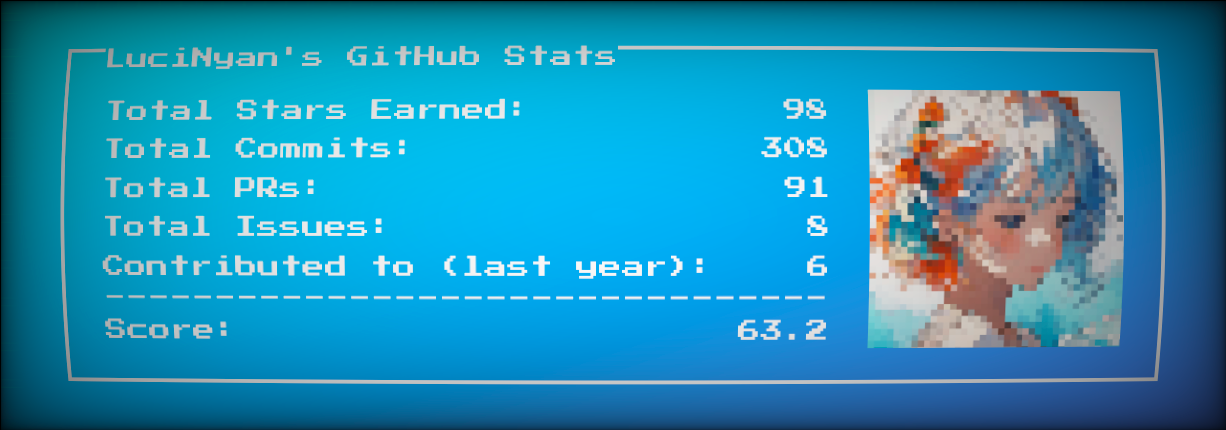 LuciNyan's GitHub Stats
Total Stars Earned: 98
Total Commits: 308
Total PRs: 91
Total Issues: 8
Contributed to (last year): 6
---------------------------------
Score: 63.2